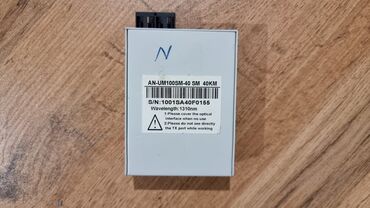 N
AN-UM100SM-40 SM 40KM
S/N:1001SA40F0155
Wavelength:1310nm
1.Please cover the optical
interface when no use
2.Please do not see directly
the TX port while working